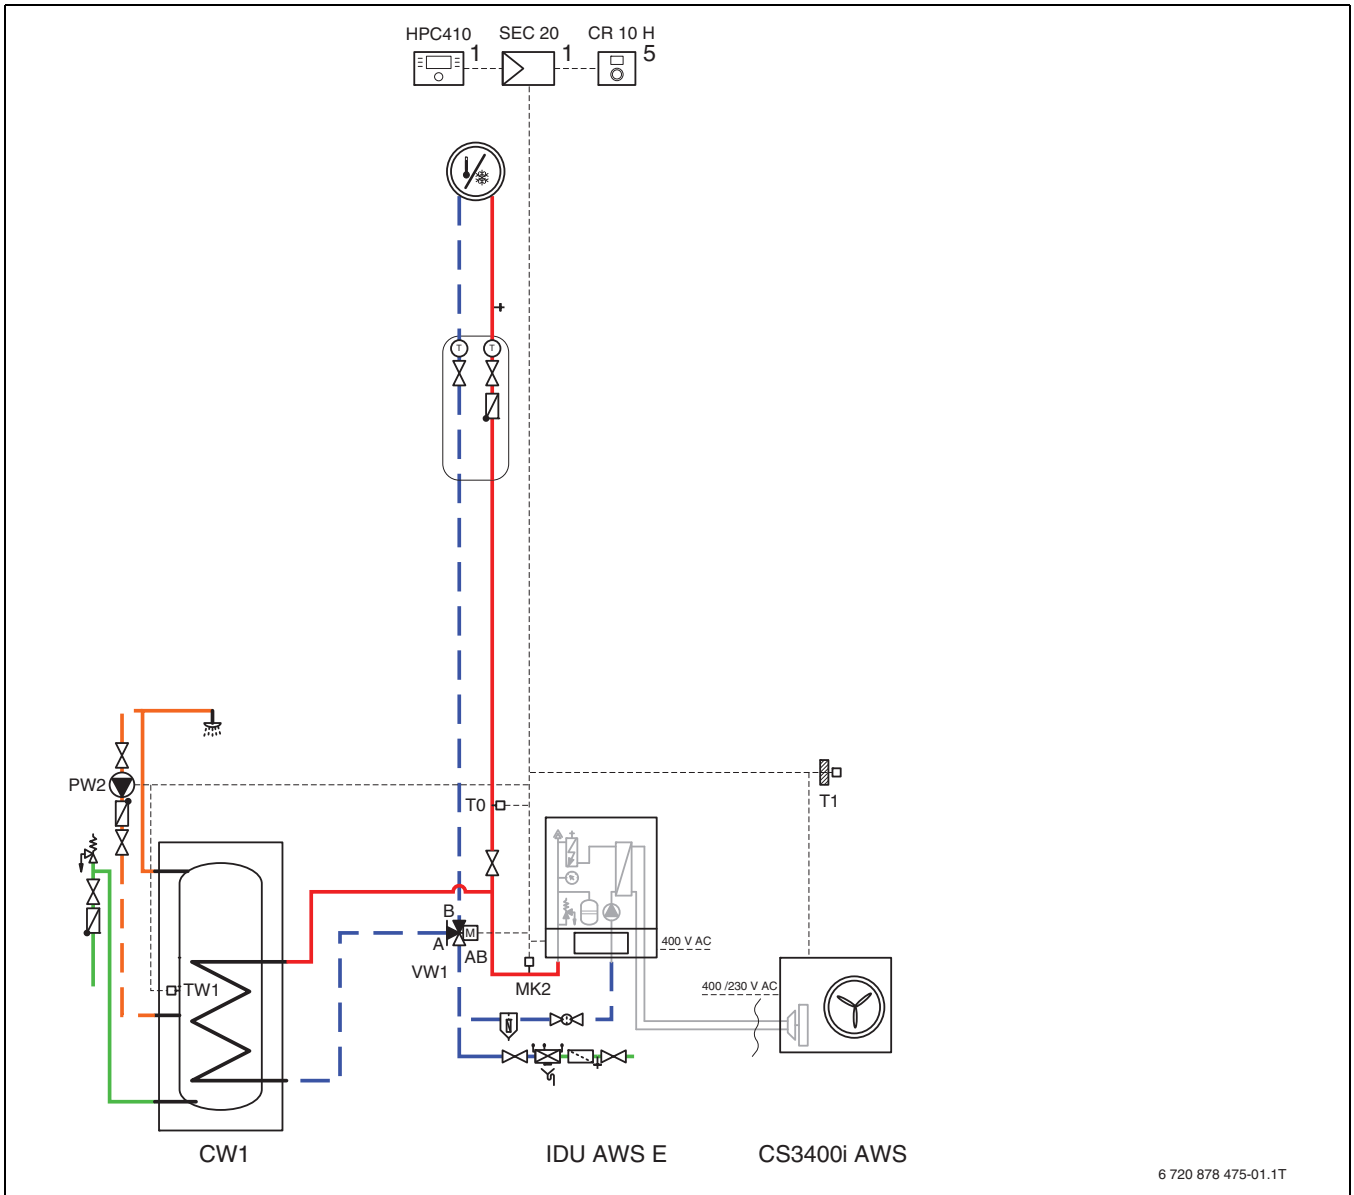 HPC410 SEC 20 CR 10 H
1 1 5
T T
PW2
T0
T1
B
A M
AB
VW1
400 V AC
TW1
MK2
400 /230 V AC
CW1 IDU AWS E CS3400i AWS
6 720 878 475-01.1T